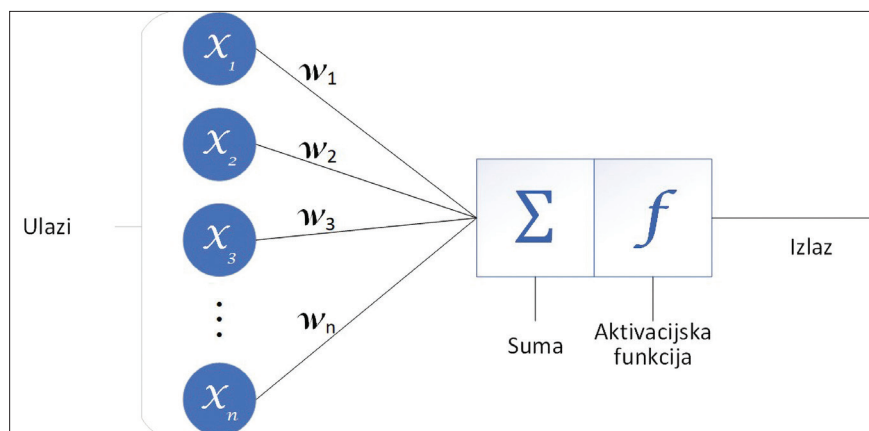 Ulazi
x₁
x₂
x₃
⋮
xₙ
w₁
w₂
w₃
wₙ
Σ
f
Suma
Aktivacijska
funkcija
Izlaz